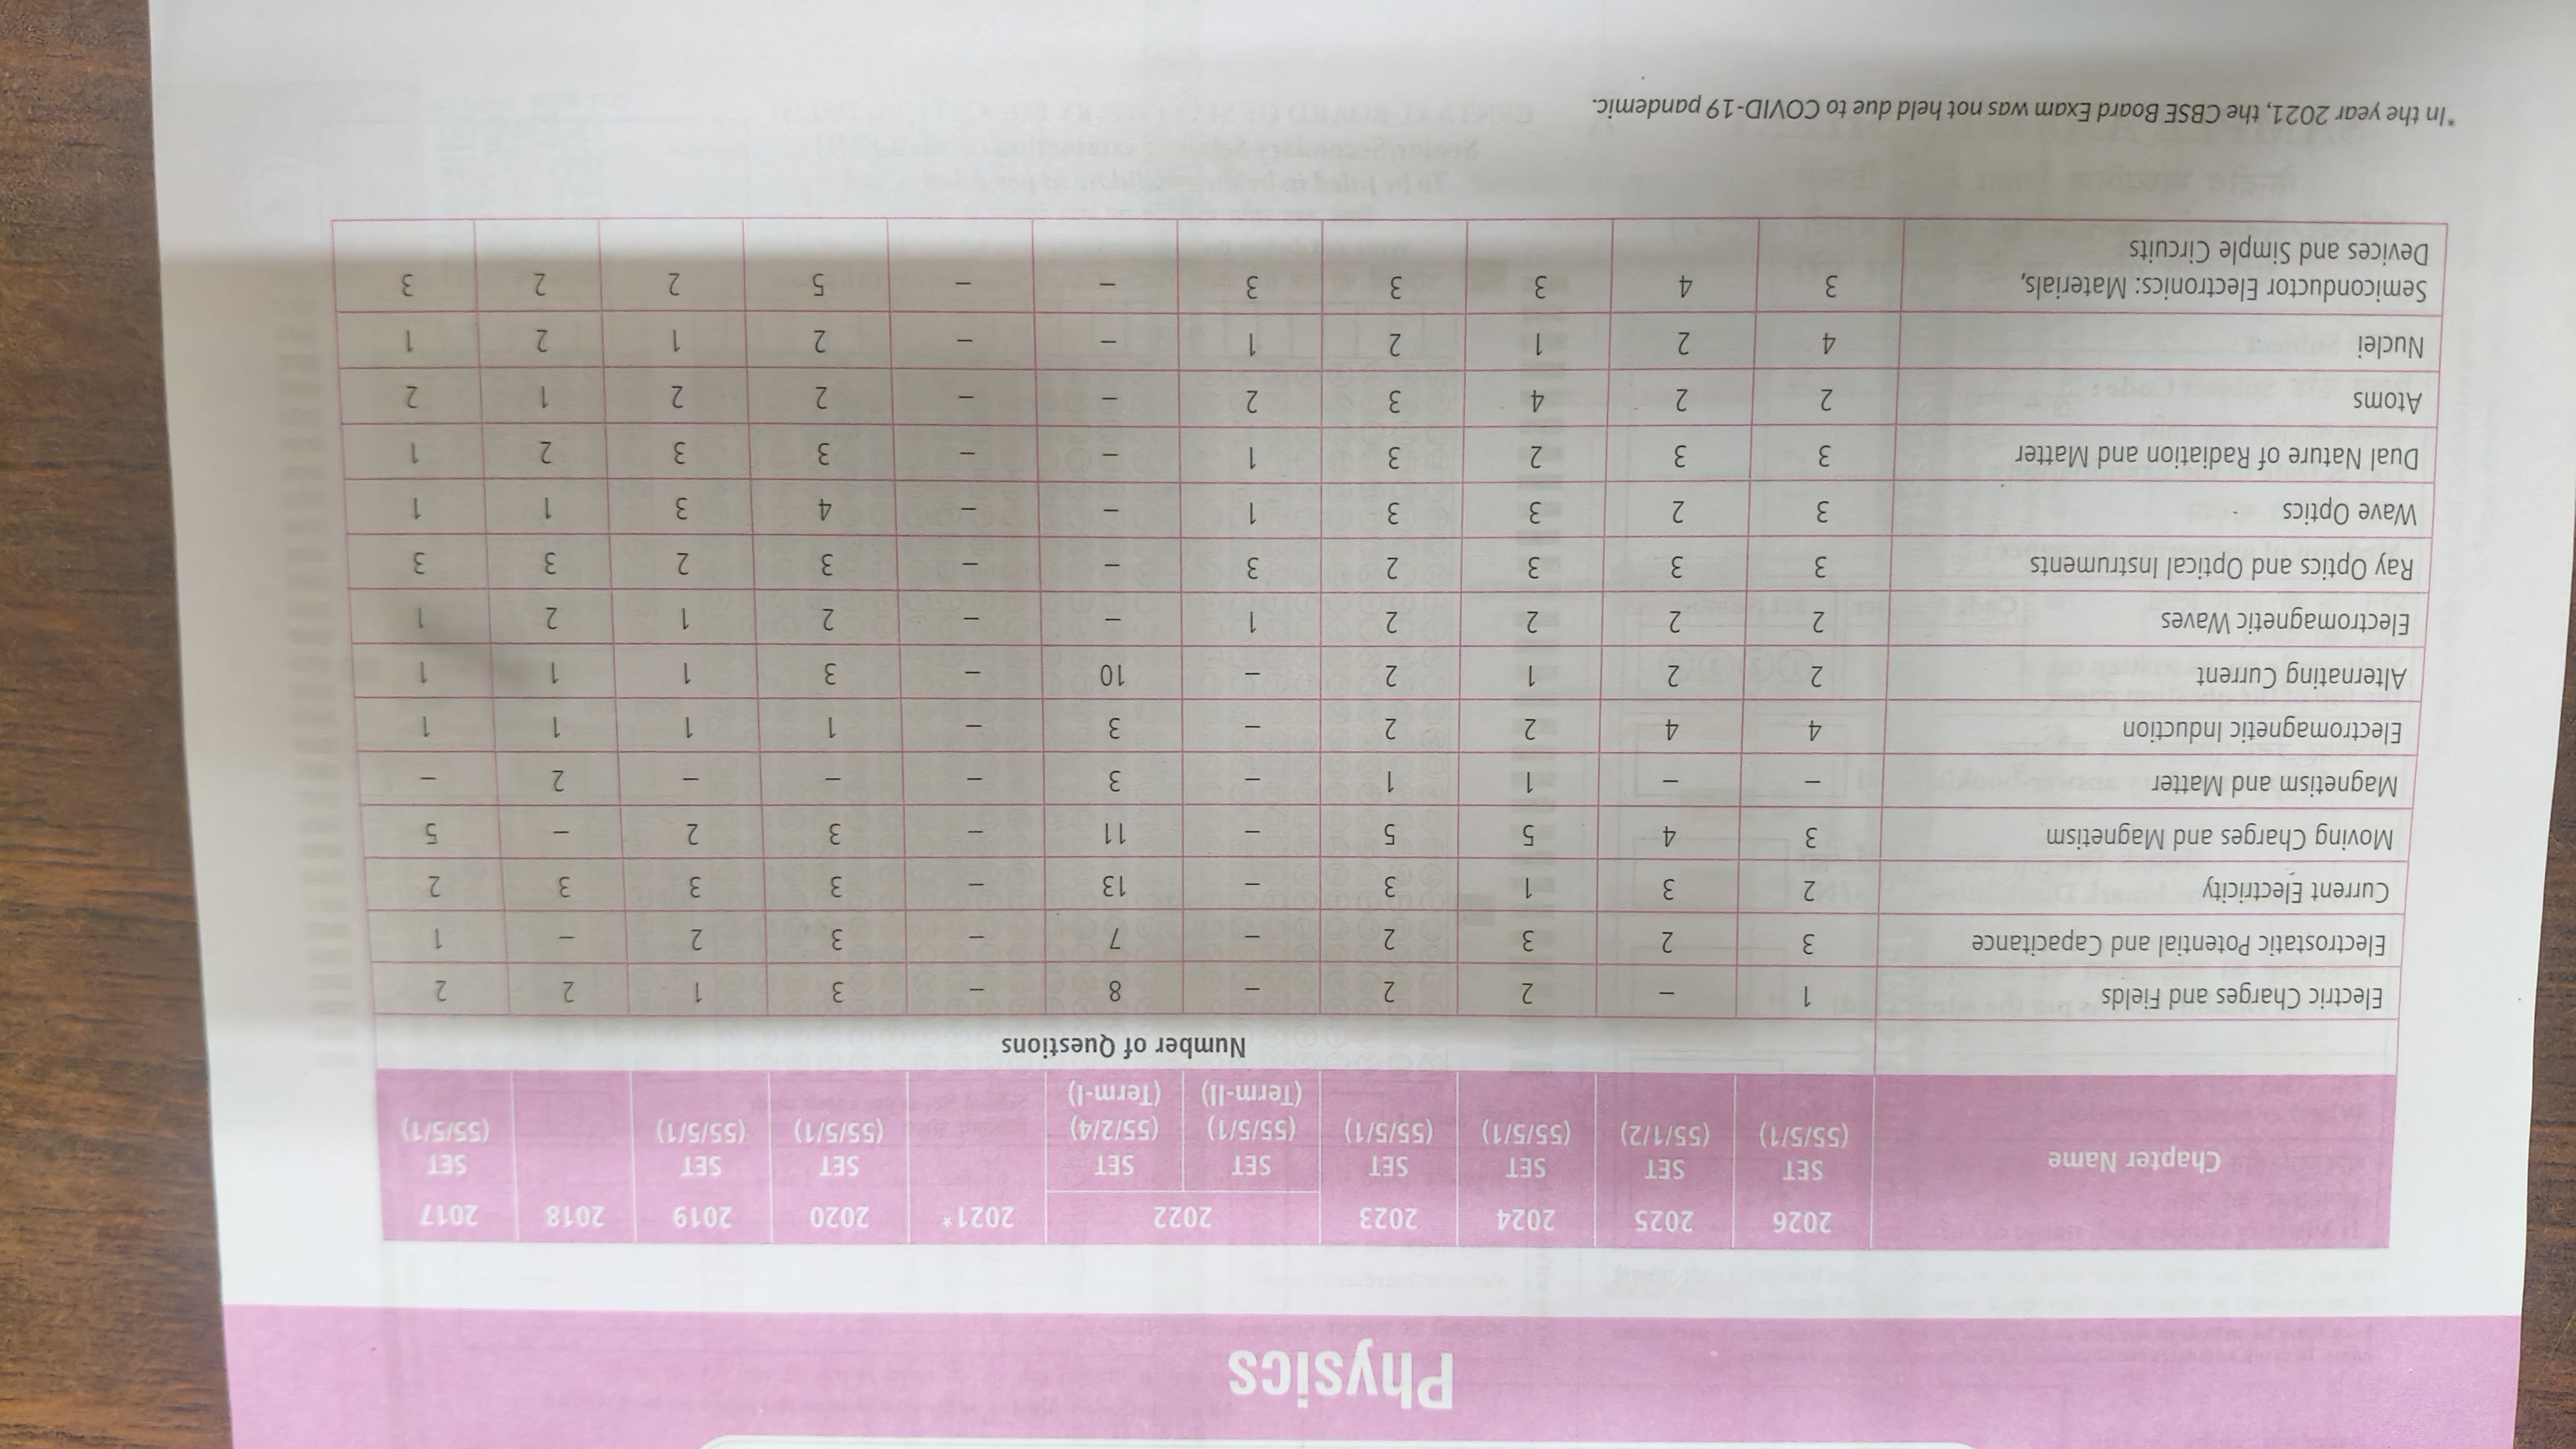 Physics
Chapter Name 2026 SET (55/5/1) 2025 SET (55/1/2) 2024 SET (55/5/1) 2023 SET (55/5/1) 2022 SET (55/5/1) (Term-II) SET (55/2/4) (Term-I) 2021* 2020 SET (55/5/1) 2019 SET (55/5/1) 2018 2017 SET (55/5/1)
Number of Questions
Electric Charges and Fields 1 – 2 2 – 8 – 3 1 2 2
Electrostatic Potential and Capacitance 3 2 3 2 – 7 – 3 2 – 1
Current Electricity 2 3 1 3 – 13 – 3 3 3 2
Moving Charges and Magnetism 3 4 5 5 – 11 – 3 2 – 5
Magnetism and Matter – – 1 1 – 3 – – – 2 –
Electromagnetic Induction 4 4 2 2 – 3 – 1 1 1 1
Alternating Current 2 2 1 2 – 10 – 3 1 1 1
Electromagnetic Waves 2 2 2 2 1 – – 2 1 2 1
Ray Optics and Optical Instruments 3 3 3 2 3 – – 3 2 3 3
Wave Optics 3 2 3 3 1 – – 4 3 1 1
Dual Nature of Radiation and Matter 3 3 2 3 1 – – 3 3 2 1
Atoms 2 2 4 3 2 – – 2 2 1 2
Nuclei 4 2 1 2 1 – – 2 1 2 1
Semiconductor Electronics: Materials, 3 4 3 3 3 – – 5 2 2 3
Devices and Simple Circuits
*In the year 2021, the CBSE Board Exam was not held due to COVID-19 pandemic.